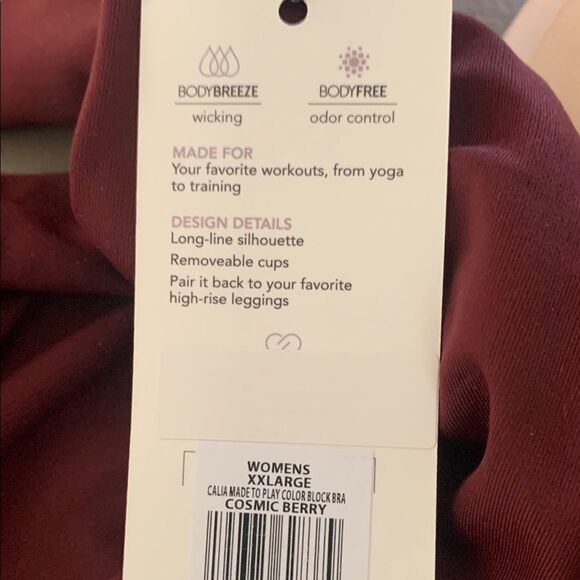 BODYBREEZE BODYFREE
wicking odor control
MADE FOR
Your favorite workouts, from yoga
to training
DESIGN DETAILS
Long-line silhouette
Removeable cups
Pair it back to your favorite
high-rise leggings
WOMENS
XXLARGE
CALIA MADE TO PLAY COLOR BLOCK BRA
COSMIC BERRY